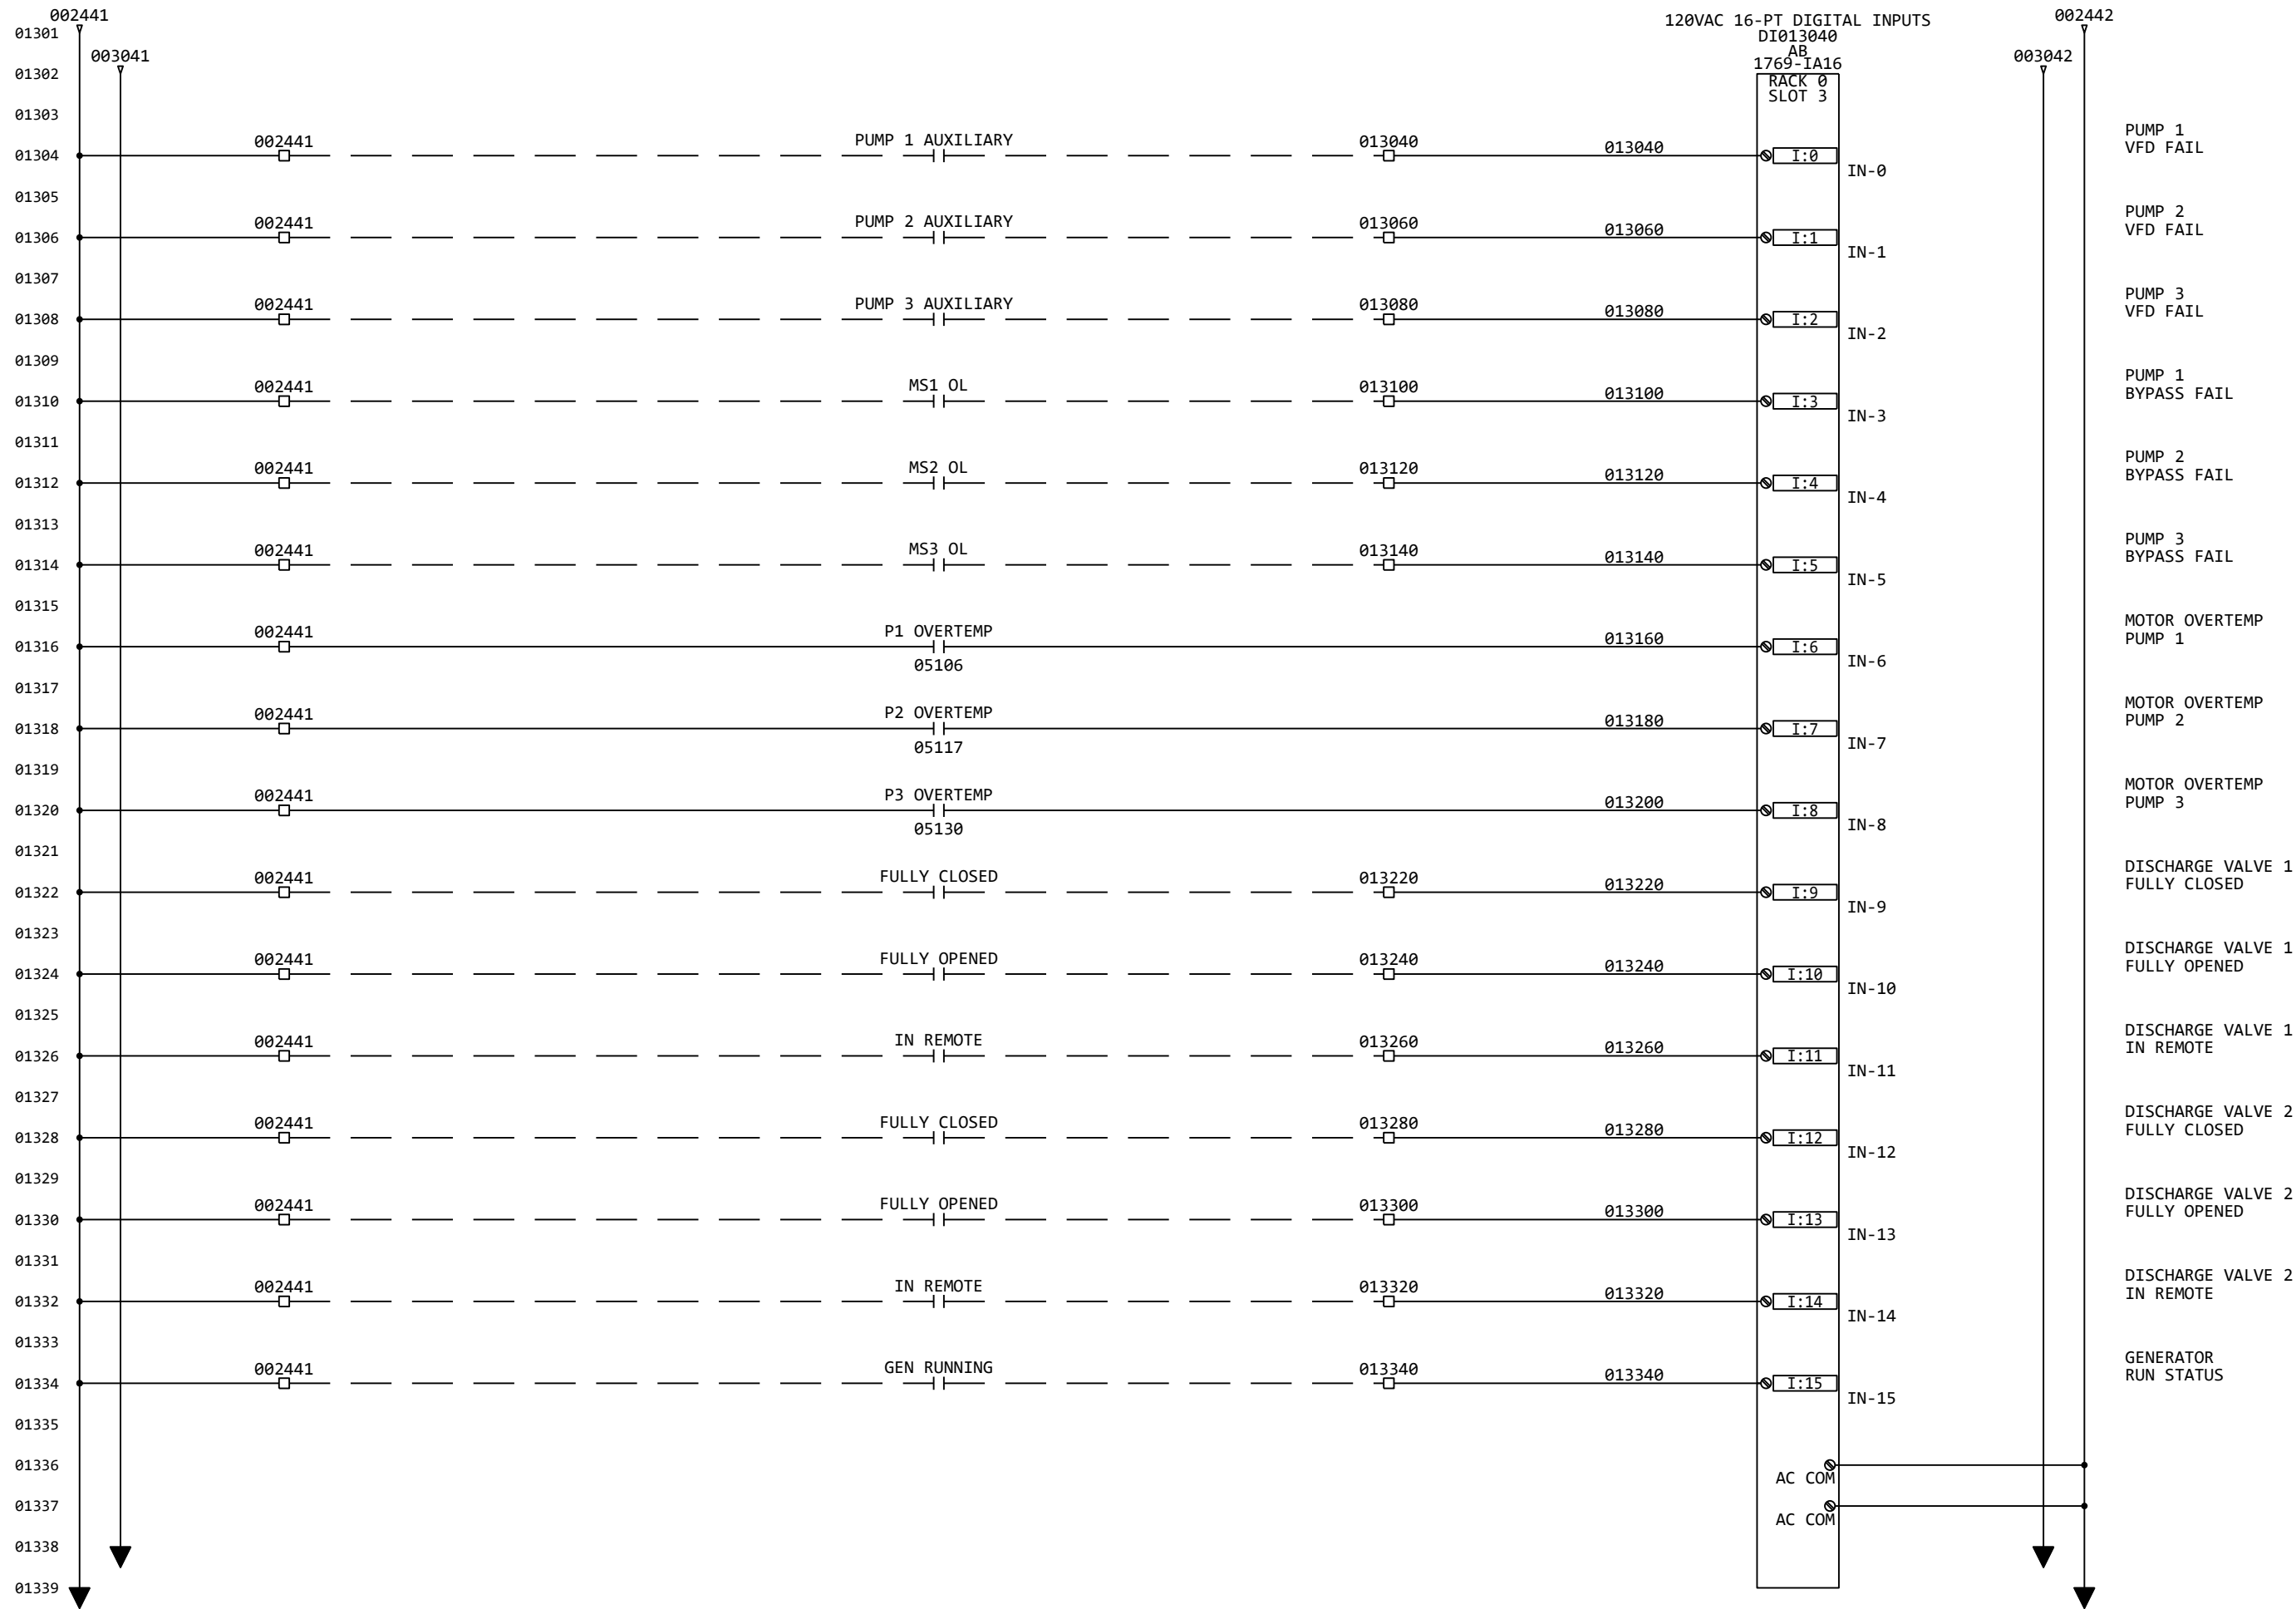 002441
002442
120VAC 16-PT DIGITAL INPUTS
01301
DI013040
AB
003041
003042
1769-IA16
01302
RACK 0
SLOT 3
01303
PUMP 1
002441
PUMP 1 AUXILIARY
013040
013040
VFD FAIL
01304
I:0
IN-0
01305
PUMP 2
002441
PUMP 2 AUXILIARY
013060
013060
VFD FAIL
01306
I:1
IN-1
01307
PUMP 3
002441
PUMP 3 AUXILIARY
013080
013080
VFD FAIL
01308
I:2
IN-2
01309
PUMP 1
002441
MS1 OL
013100
013100
BYPASS FAIL
01310
I:3
IN-3
01311
PUMP 2
002441
MS2 OL
013120
013120
BYPASS FAIL
01312
I:4
IN-4
01313
PUMP 3
002441
MS3 OL
013140
013140
BYPASS FAIL
01314
I:5
IN-5
01315
MOTOR OVERTEMP
002441
P1 OVERTEMP
013160
PUMP 1
01316
I:6
05106
IN-6
01317
MOTOR OVERTEMP
002441
P2 OVERTEMP
013180
PUMP 2
01318
I:7
05117
IN-7
01319
MOTOR OVERTEMP
002441
P3 OVERTEMP
013200
PUMP 3
01320
I:8
05130
IN-8
01321
DISCHARGE VALVE 1
002441
FULLY CLOSED
013220
013220
FULLY CLOSED
01322
I:9
IN-9
01323
DISCHARGE VALVE 1
002441
FULLY OPENED
013240
013240
FULLY OPENED
01324
I:10
IN-10
01325
DISCHARGE VALVE 1
002441
IN REMOTE
013260
013260
IN REMOTE
01326
I:11
IN-11
01327
DISCHARGE VALVE 2
002441
FULLY CLOSED
013280
013280
FULLY CLOSED
01328
I:12
IN-12
01329
DISCHARGE VALVE 2
002441
FULLY OPENED
013300
013300
FULLY OPENED
01330
I:13
IN-13
01331
DISCHARGE VALVE 2
002441
IN REMOTE
013320
013320
IN REMOTE
01332
I:14
IN-14
01333
GENERATOR
002441
GEN RUNNING
013340
013340
RUN STATUS
01334
I:15
IN-15
01335
01336
AC COM
01337
AC COM
01338
01339